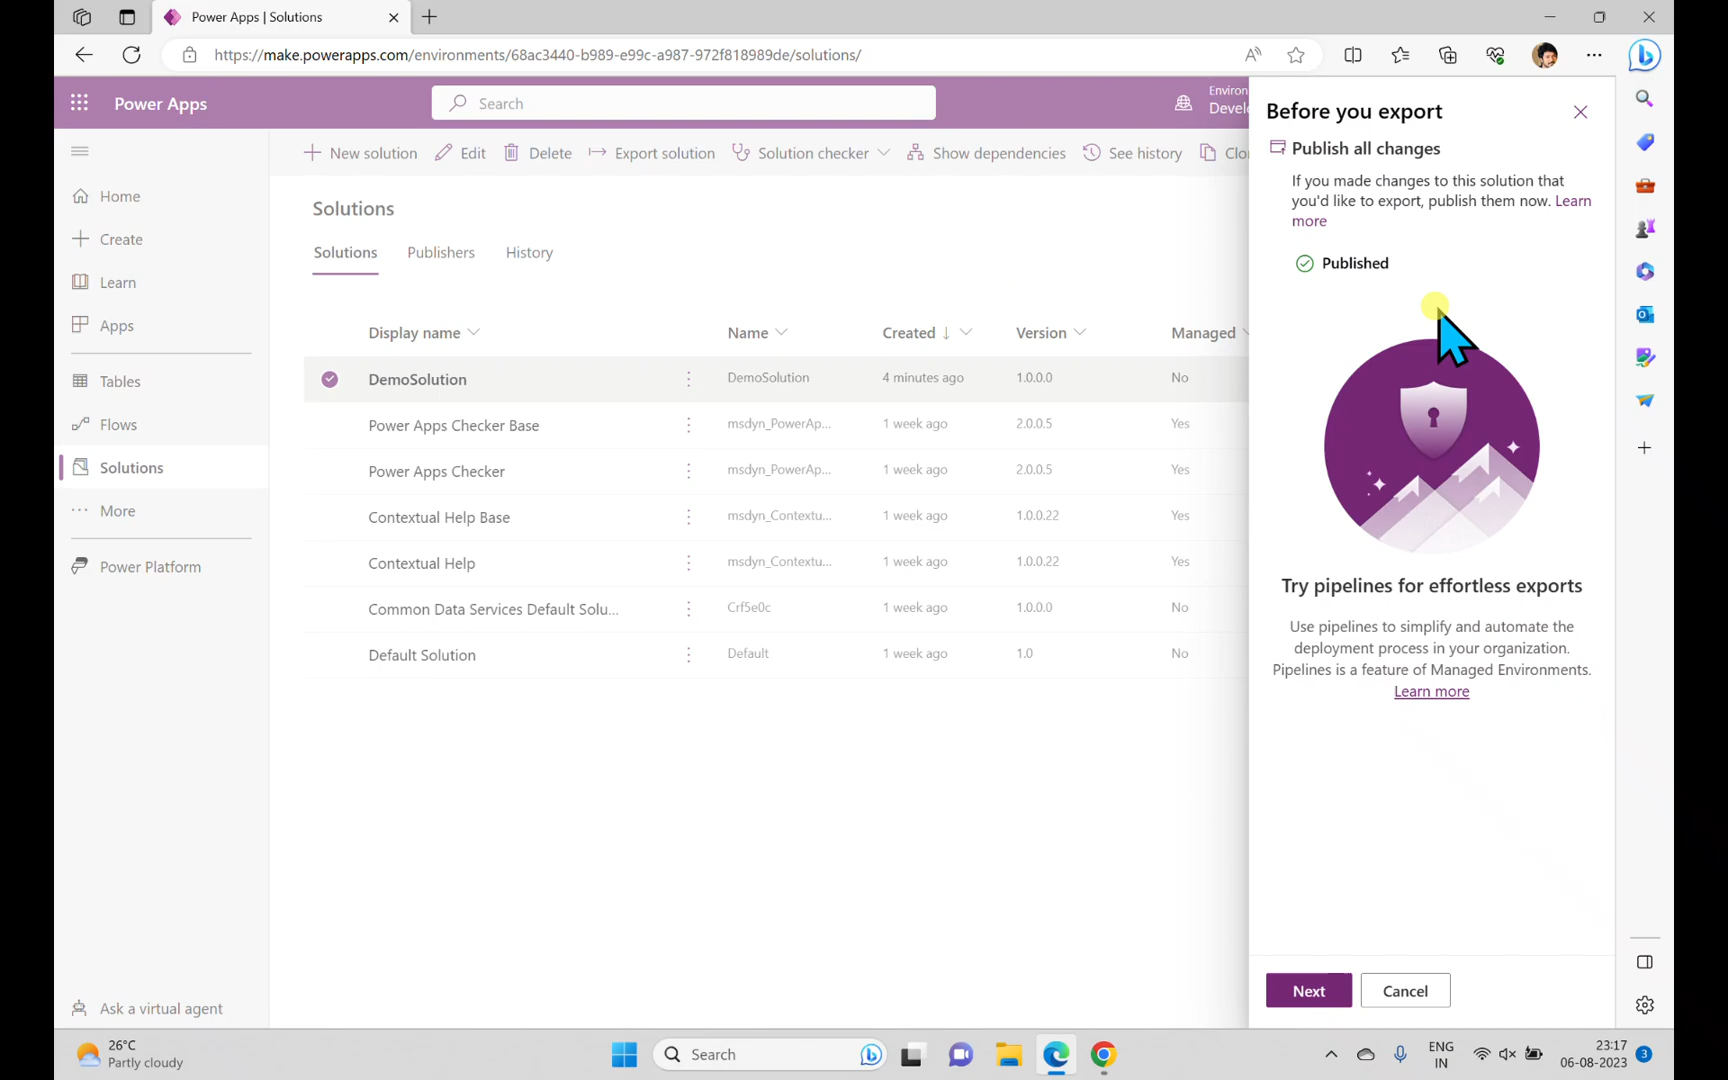 Power Apps | Solutions
https://make.powerapps.com/environments/68ac3440-b989-e99c-a987-972f818989de/solutions/
Power Apps
Search
Environ
Devel
New solution
Edit
Delete
Export solution
Solution checker
Show dependencies
See history
Clo
Before you export
Publish all changes
If you made changes to this solution that
you'd like to export, publish them now. Learn
more
Published
Home
Create
Learn
Apps
Tables
Flows
Solutions
More
Power Platform
Ask a virtual agent
Solutions
Solutions Publishers History
Display name Name Created ↓ Version Managed
DemoSolution DemoSolution 4 minutes ago 1.0.0.0 No
Power Apps Checker Base msdyn_PowerAp... 1 week ago 2.0.0.5 Yes
Power Apps Checker msdyn_PowerAp... 1 week ago 2.0.0.5 Yes
Contextual Help Base msdyn_Contextu... 1 week ago 1.0.0.22 Yes
Contextual Help msdyn_Contextu... 1 week ago 1.0.0.22 Yes
Common Data Services Default Solu... Crf5e0c 1 week ago 1.0.0.0 No
Default Solution Default 1 week ago 1.0 No
Try pipelines for effortless exports
Use pipelines to simplify and automate the
deployment process in your organization.
Pipelines is a feature of Managed Environments.
Learn more
Next Cancel
26°C
Partly cloudy
Search
ENG
IN
23:17
06-08-2023
3